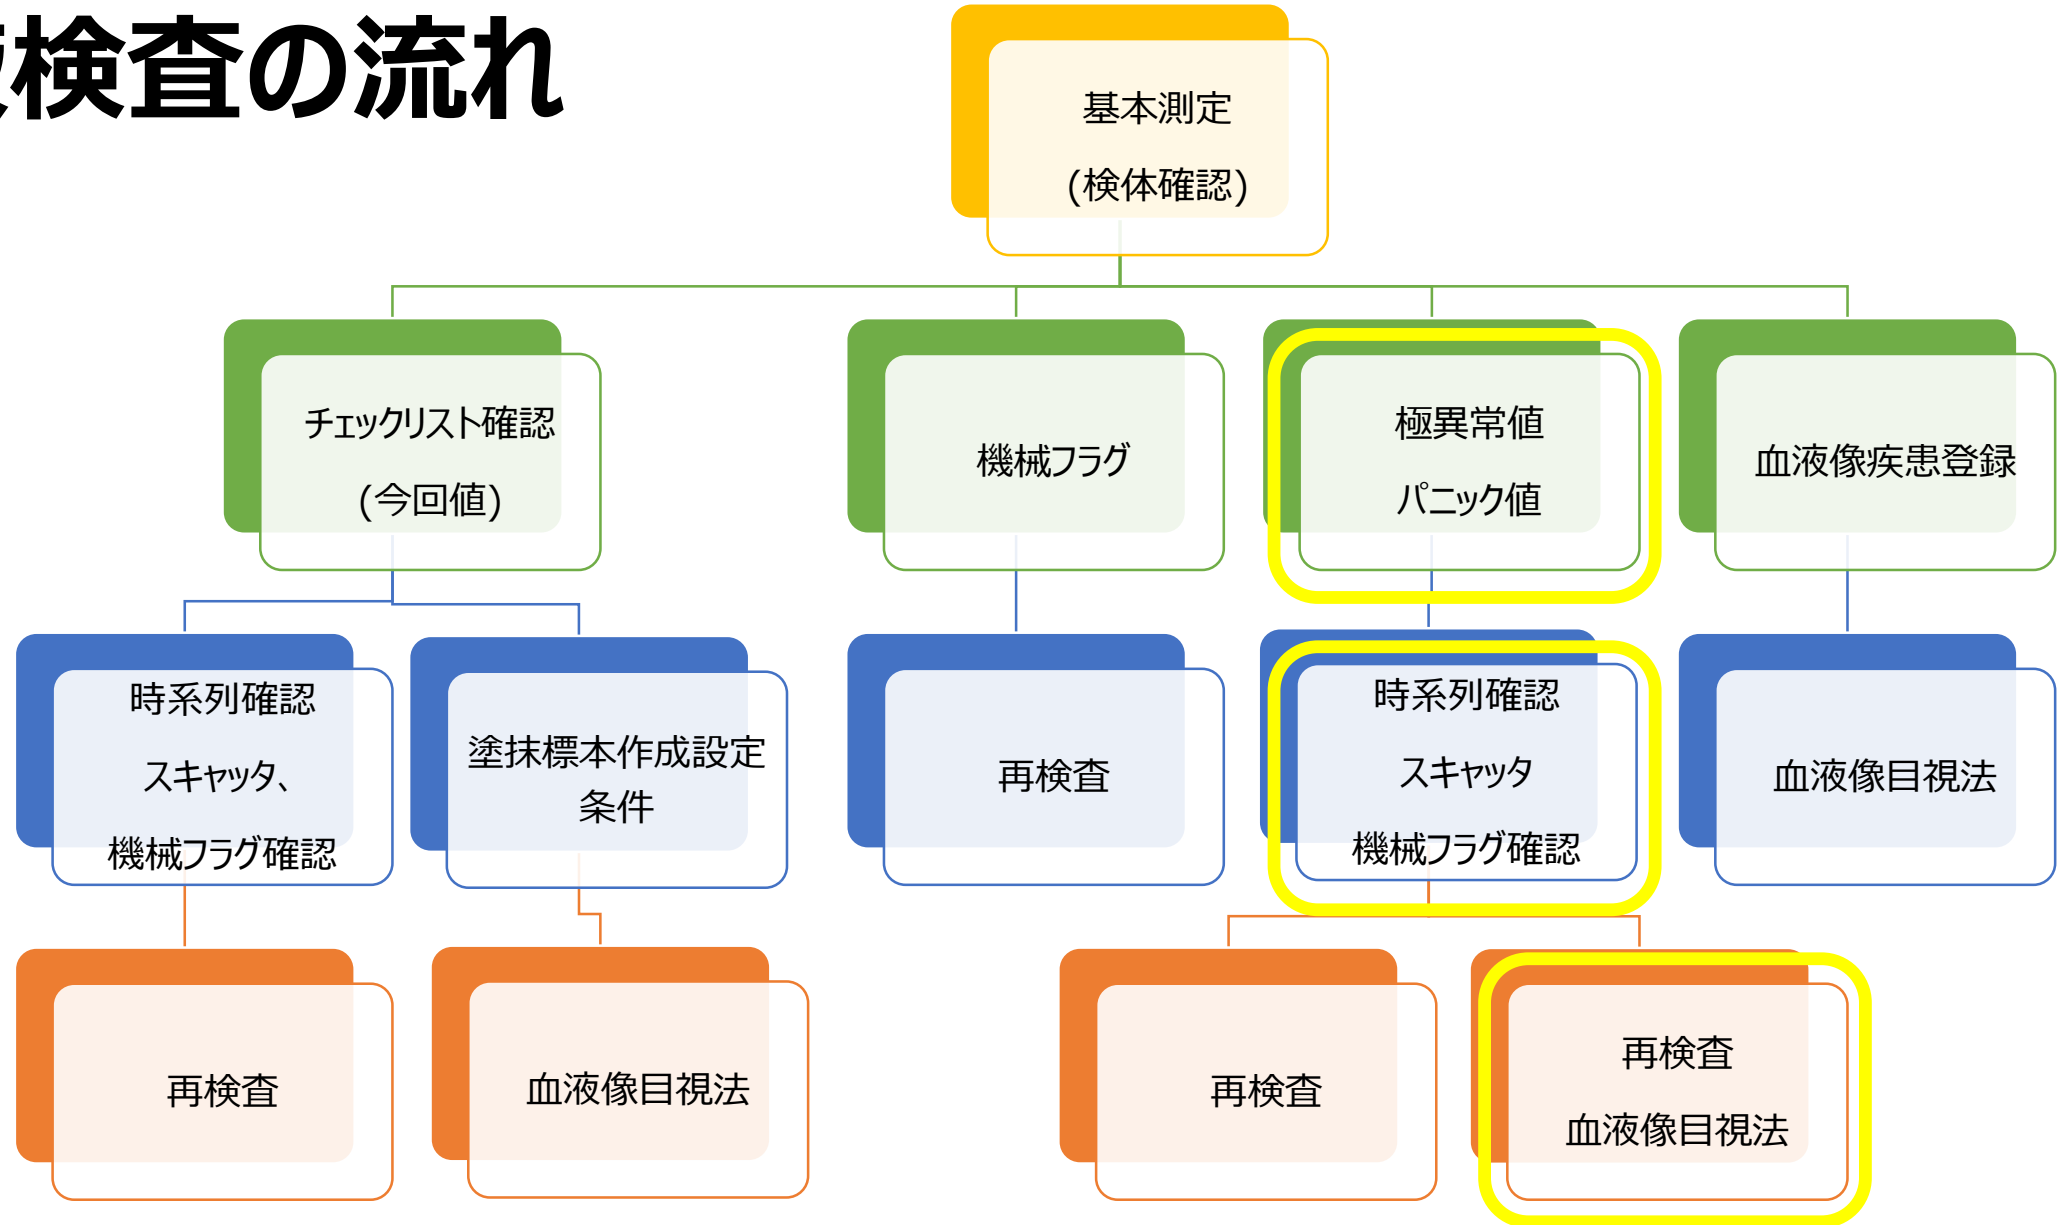 検査の流れ
基本測定
(検体確認)
チェックリスト確認
(今回値)
機械フラグ
極異常値
パニック値
血液像疾患登録
時系列確認
スキャッタ、
機械フラグ確認
塗抹標本作成設定
条件
再検査
時系列確認
スキャッタ
機械フラグ確認
血液像目視法
再検査
血液像目視法
再検査
再検査
血液像目視法